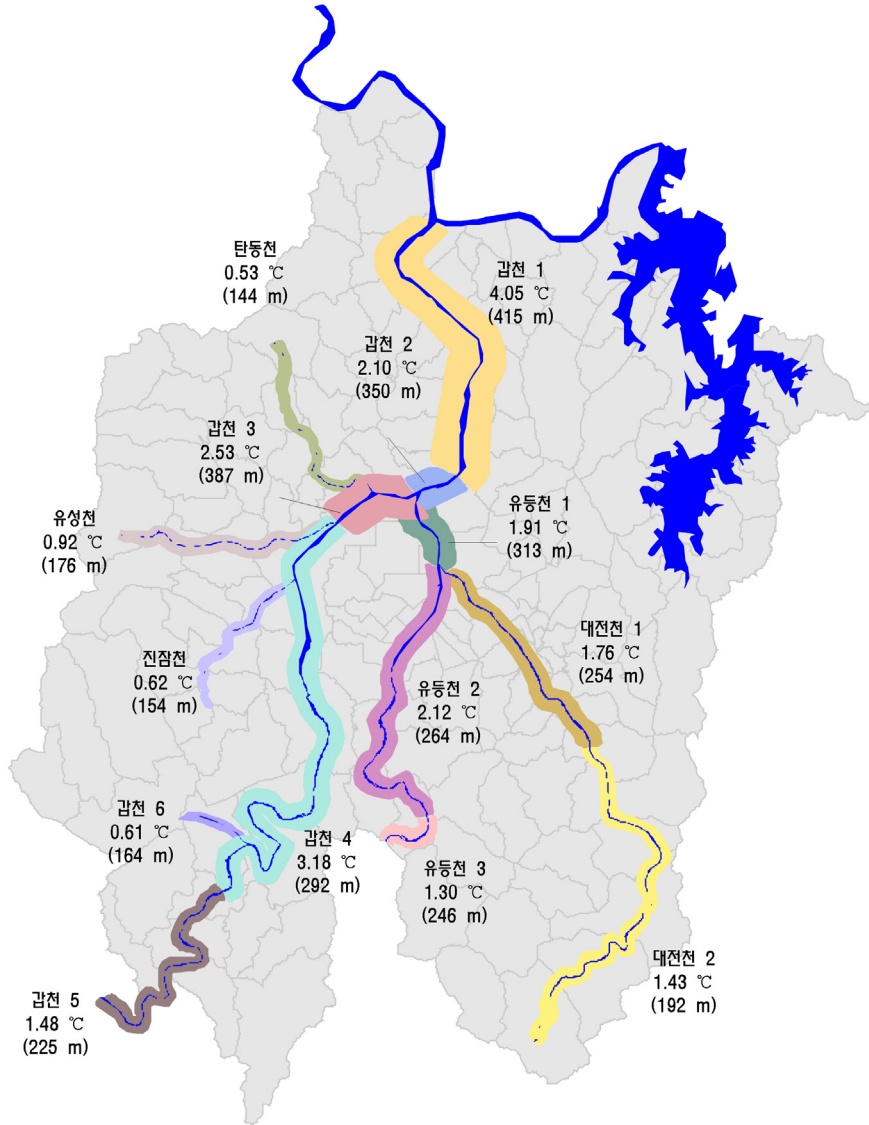 탄동천
0.53 ℃
(144 m)
갑천 1
4.05 ℃
(415 m)
갑천 2
2.10 ℃
(350 m)
갑천 3
2.53 ℃
(387 m)
유성천
0.92 ℃
(176 m)
유등천 1
1.91 ℃
(313 m)
진잠천
0.62 ℃
(154 m)
대전천 1
1.76 ℃
(254 m)
유등천 2
2.12 ℃
(264 m)
갑천 6
0.61 ℃
(164 m)
갑천 4
3.18 ℃
(292 m)
유등천 3
1.30 ℃
(246 m)
대전천 2
1.43 ℃
(192 m)
갑천 5
1.48 ℃
(225 m)